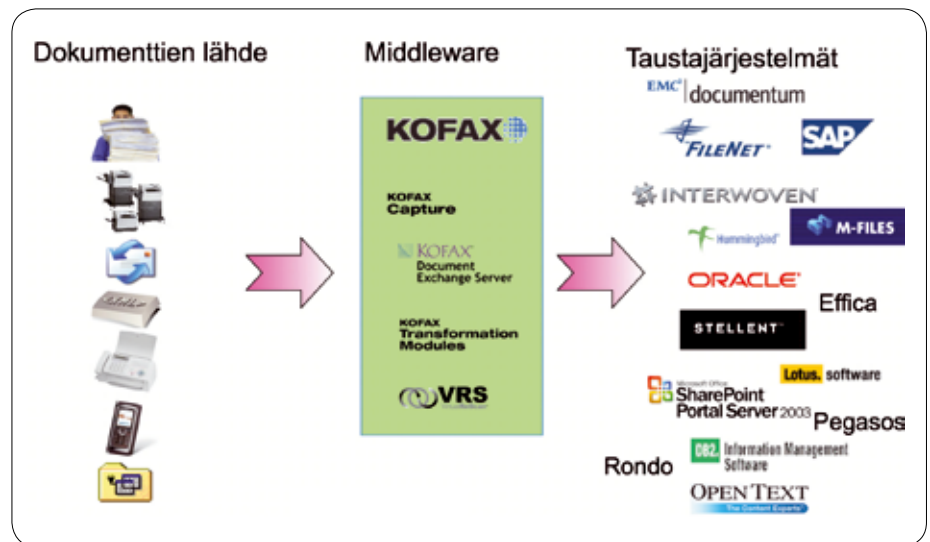 Dokumenttien lähde
Middleware
Taustajärjestelmät
KOFAX
KOFAX
Capture
KOFAX
Document
Exchange Server
KOFAX
Transformation
Modules
VRS
EMC² documentum
FILENET
SAP
INTERWOVEN
Hummingbird
M-FILES
ORACLE
Effica
STELLENT
Lotus. software
Microsoft Office
SharePoint
Portal Server 2003
Pegasos
Rondo
DB2. Information Management
Software
OPEN TEXT
The Content Experts